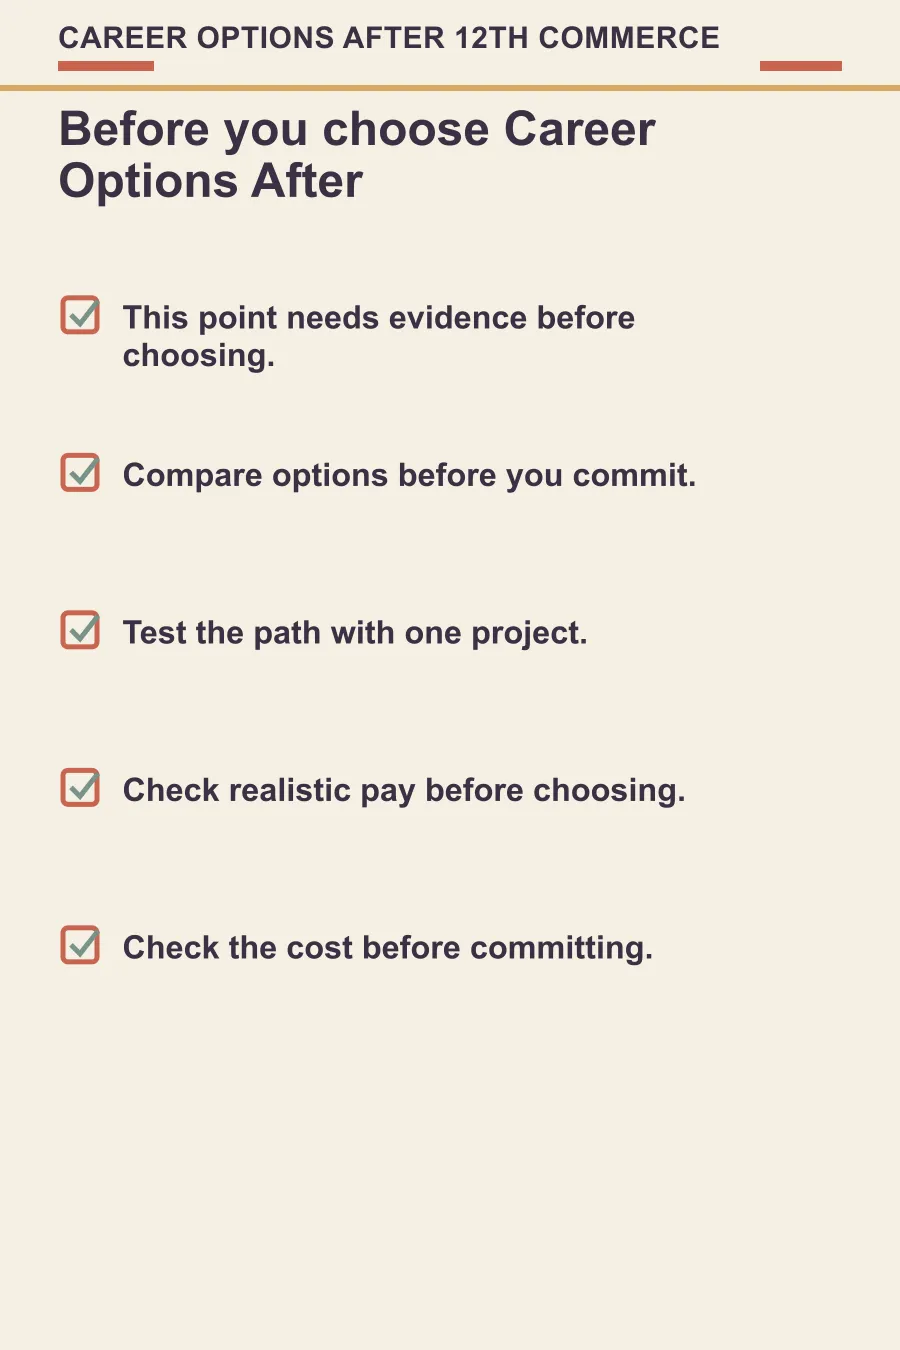 CAREER OPTIONS AFTER 12TH COMMERCE
Before you choose Career
Options After
This point needs evidence before
choosing.
Compare options before you commit.
Test the path with one project.
Check realistic pay before choosing.
Check the cost before committing.